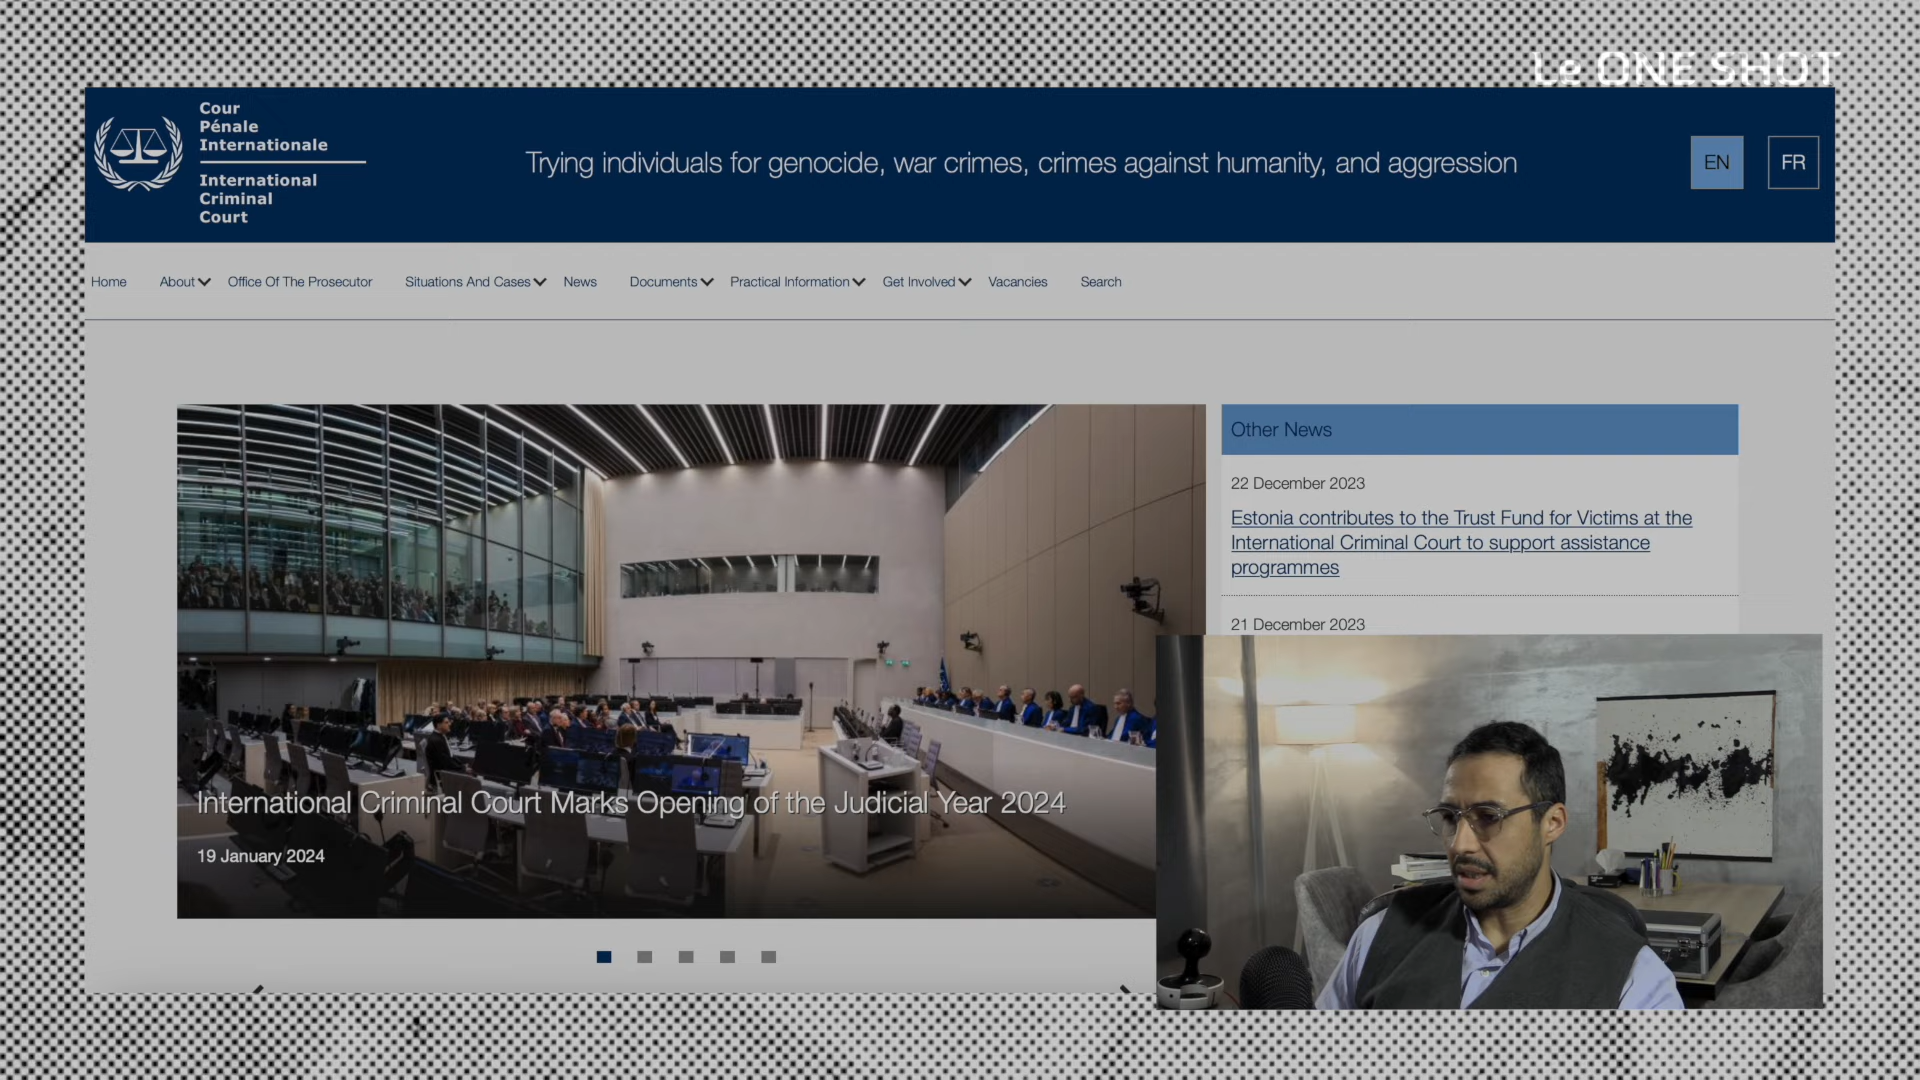 Le ONE SHOT
Cour
Pénale
Internationale
International
Criminal
Court
Trying individuals for genocide, war crimes, crimes against humanity, and aggression
EN
FR
Home
About
Office Of The Prosecutor
Situations And Cases
News
Documents
Practical Information
Get Involved
Vacancies
Search
International Criminal Court Marks Opening of the Judicial Year 2024
19 January 2024
Other News
22 December 2023
Estonia contributes to the Trust Fund for Victims at the
International Criminal Court to support assistance
programmes
21 December 2023